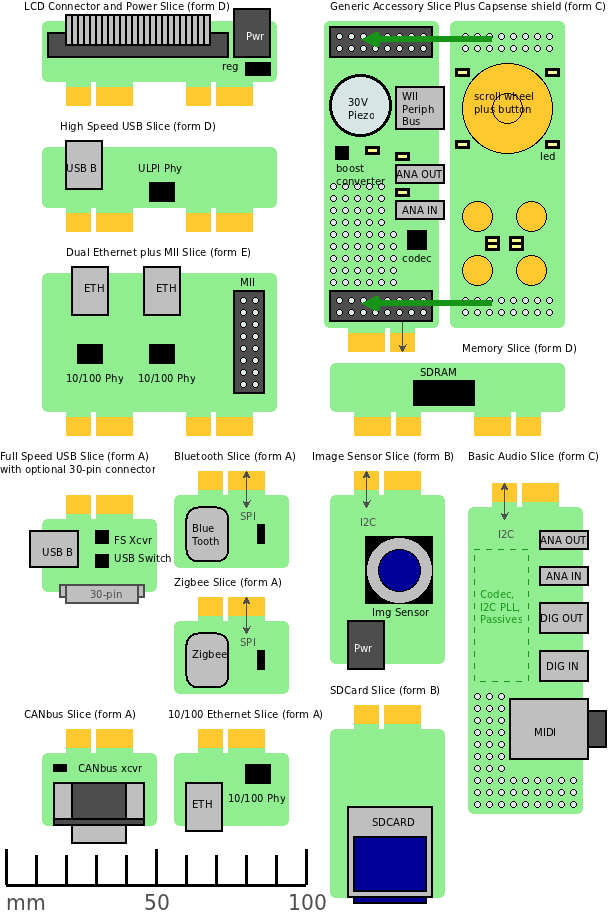 LCD Connector and Power Slice (form D)
Pwr
reg
Generic Accessory Slice Plus Capsense shield (form C)
30V
Piezo
WII
Periph
Bus
scroll wheel
plus button
led
boost
converter
ANA OUT
ANA IN
codec
High Speed USB Slice (form D)
USB B
ULPI Phy
Dual Ethernet plus MII Slice (form E)
ETH
ETH
MII
10/100 Phy
10/100 Phy
Memory Slice (form D)
SDRAM
Full Speed USB Slice (form A)
with optional 30-pin connector
USB B
FS Xcvr
USB Switch
30-pin
Bluetooth Slice (form A)
SPI
Blue
Tooth
Zigbee Slice (form A)
SPI
Zigbee
Image Sensor Slice (form B)
I2C
Img Sensor
Pwr
Basic Audio Slice (form C)
I2C
ANA OUT
ANA IN
Codec,
I2C PLL,
Passives
DIG OUT
DIG IN
MIDI
SDCard Slice (form B)
SDCARD
CANbus Slice (form A)
CANbus xcvr
10/100 Ethernet Slice (form A)
ETH
10/100 Phy
mm 50 100